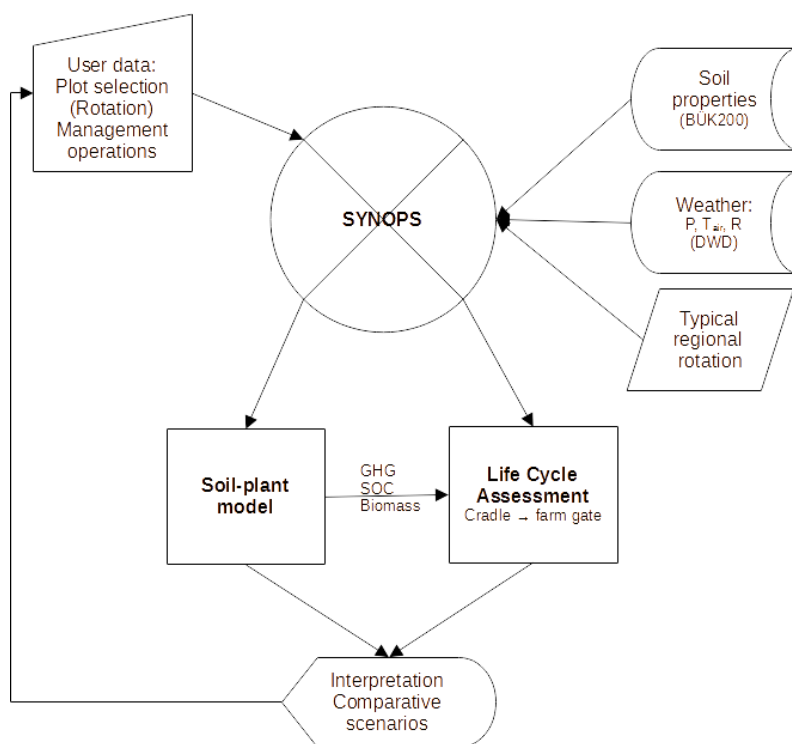 User data:
Plot selection
(Rotation)
Management
operations
SYNOPS
Soil
properties
(BÜK200)
Weather:
P, T air, R
(DWD)
Typical
regional
rotation
Soil-plant
model
GHG
SOC
Biomass
Life Cycle
Assessment
Cradle → farm gate
Interpretation
Comparative
scenarios